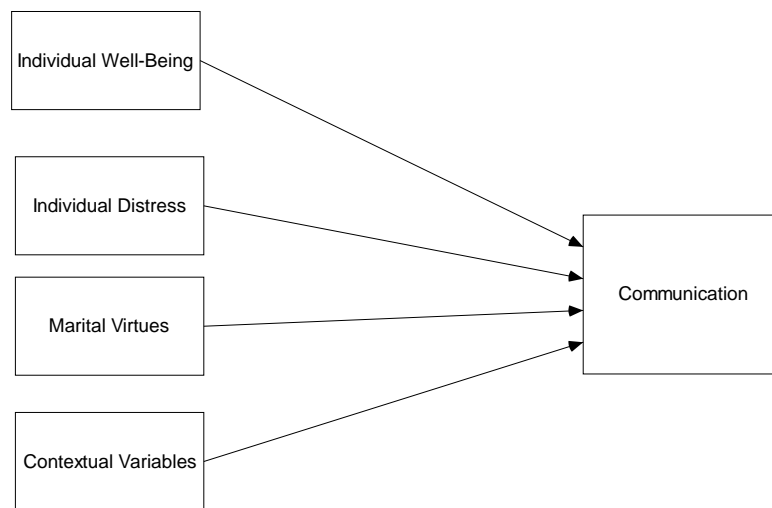 Individual Well-Being
Individual Distress
Marital Virtues
Contextual Variables
Communication